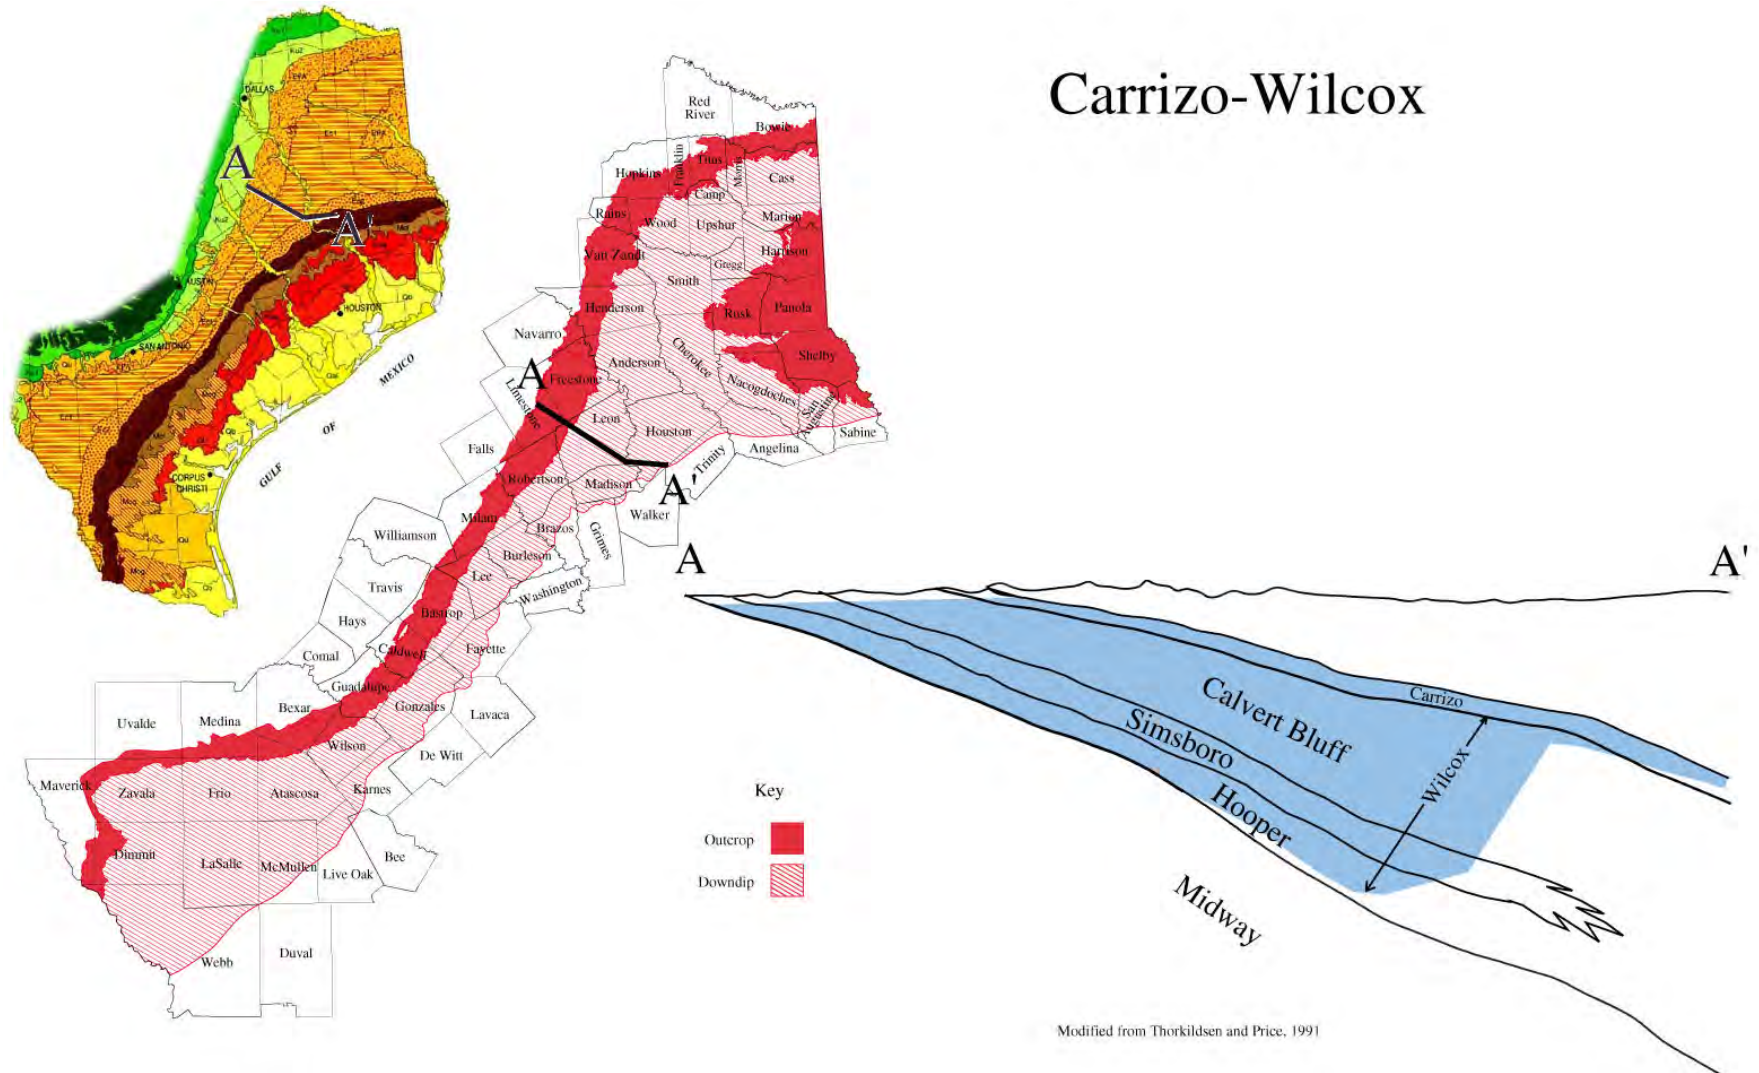 Carrizo-Wilcox
DALLAS
A
A'
AUSTIN
HOUSTON
SAN ANTONIO
CORPUS
CHRISTI
GULF
OF
MEXICO
Red
River
Bowie
Franklin
Titus
Morris
Hopkins
Cass
Camp
Rains
Wood
Upshur
Marion
Van Zandt
Gregg
Harrison
Smith
Henderson
Rusk
Panola
Navarro
Anderson
Cherokee
Shelby
A
Freestone
Limestone
Nacogdoches
San
Augustine
Leon
Houston
Sabine
Falls
Angelina
Trinity
Robertson
Madison
A'
Walker
Milam
Williamson
Brazos
Grimes
Burleson
Travis
Lee
Washington
Hays
Bastrop
Comal
Caldwell
Fayette
Guadalupe
Bexar
Gonzales
Uvalde
Medina
Lavaca
Wilson
De Witt
Maverick
Zavala
Frio
Atascosa
Karnes
Dimmit
LaSalle
McMullen
Live Oak
Bee
Webb
Duval
Key
Outcrop
Downdip
A
A'
Carrizo
Calvert Bluff
Simsboro
Wilcox
Hooper
Midway
Modified from Thorkildsen and Price, 1991